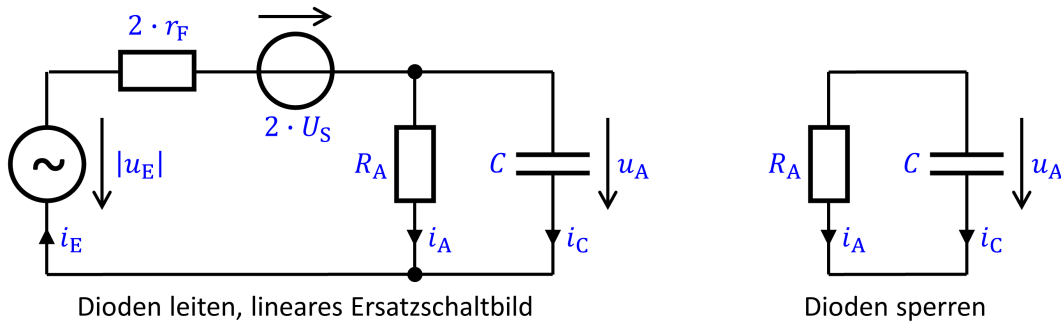 2 · r_F
2 · U_S
~
|u_E|
R_A
C
u_A
i_E
i_A
i_C
Dioden leiten, lineares Ersatzschaltbild
R_A
C
u_A
i_A
i_C
Dioden sperren